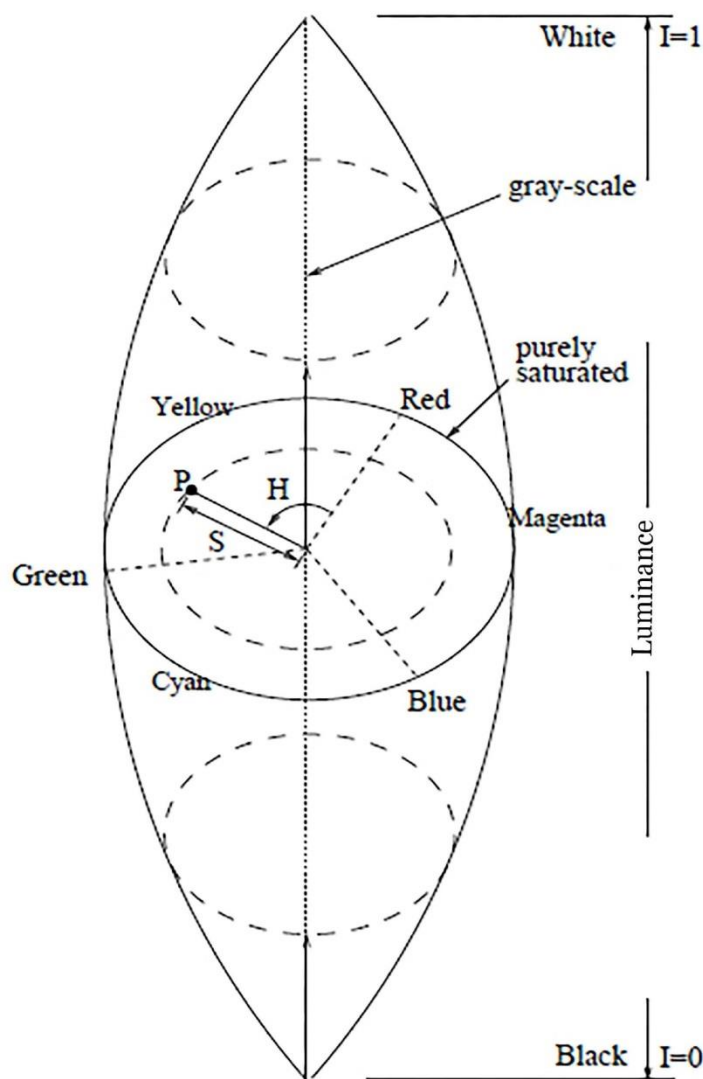 White I=1
gray-scale
purely
saturated
Yellow
Red
P
H
S
Magenta
Green
Luminance
Cyan
Blue
Black I=0